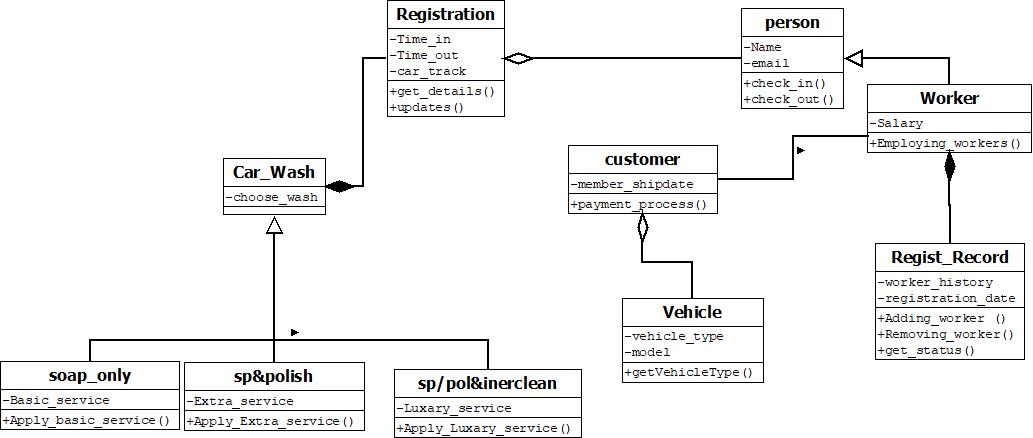 Registration
-Time_in
-Time_out
-car_track
+get_details()
+updates()
person
-Name
-email
+check_in()
+check_out()
Worker
-Salary
+Employing_workers()
customer
-member_shipdate
+payment_process()
Car_Wash
-choose_wash
Regist_Record
-worker_history
-registration_date
+Adding_worker ()
+Removing_worker()
+get_status()
Vehicle
-vehicle_type
-model
+getVehicleType()
soap_only
-Basic_service
+Apply_basic_service()
sp&polish
-Extra_service
+Apply_Extra_service()
sp/pol&inerclean
-Luxary_service
+Apply_Luxary_service()